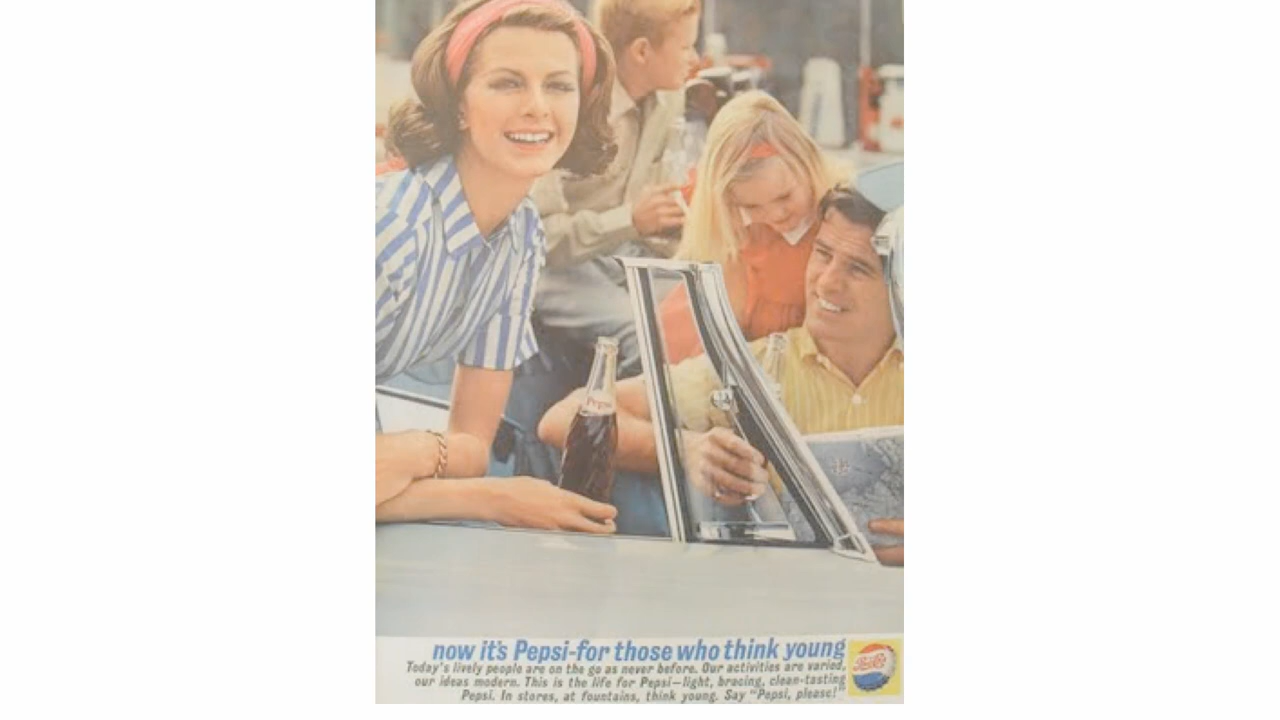 Pepsi
now it's Pepsi-for those who think young
Today's lively people are on the go as never before. Our activities are varied,
our ideas modern. This is the life for Pepsi—light, bracing, clean-tasting
Pepsi. In stores, at fountains, think young. Say "Pepsi, please!"